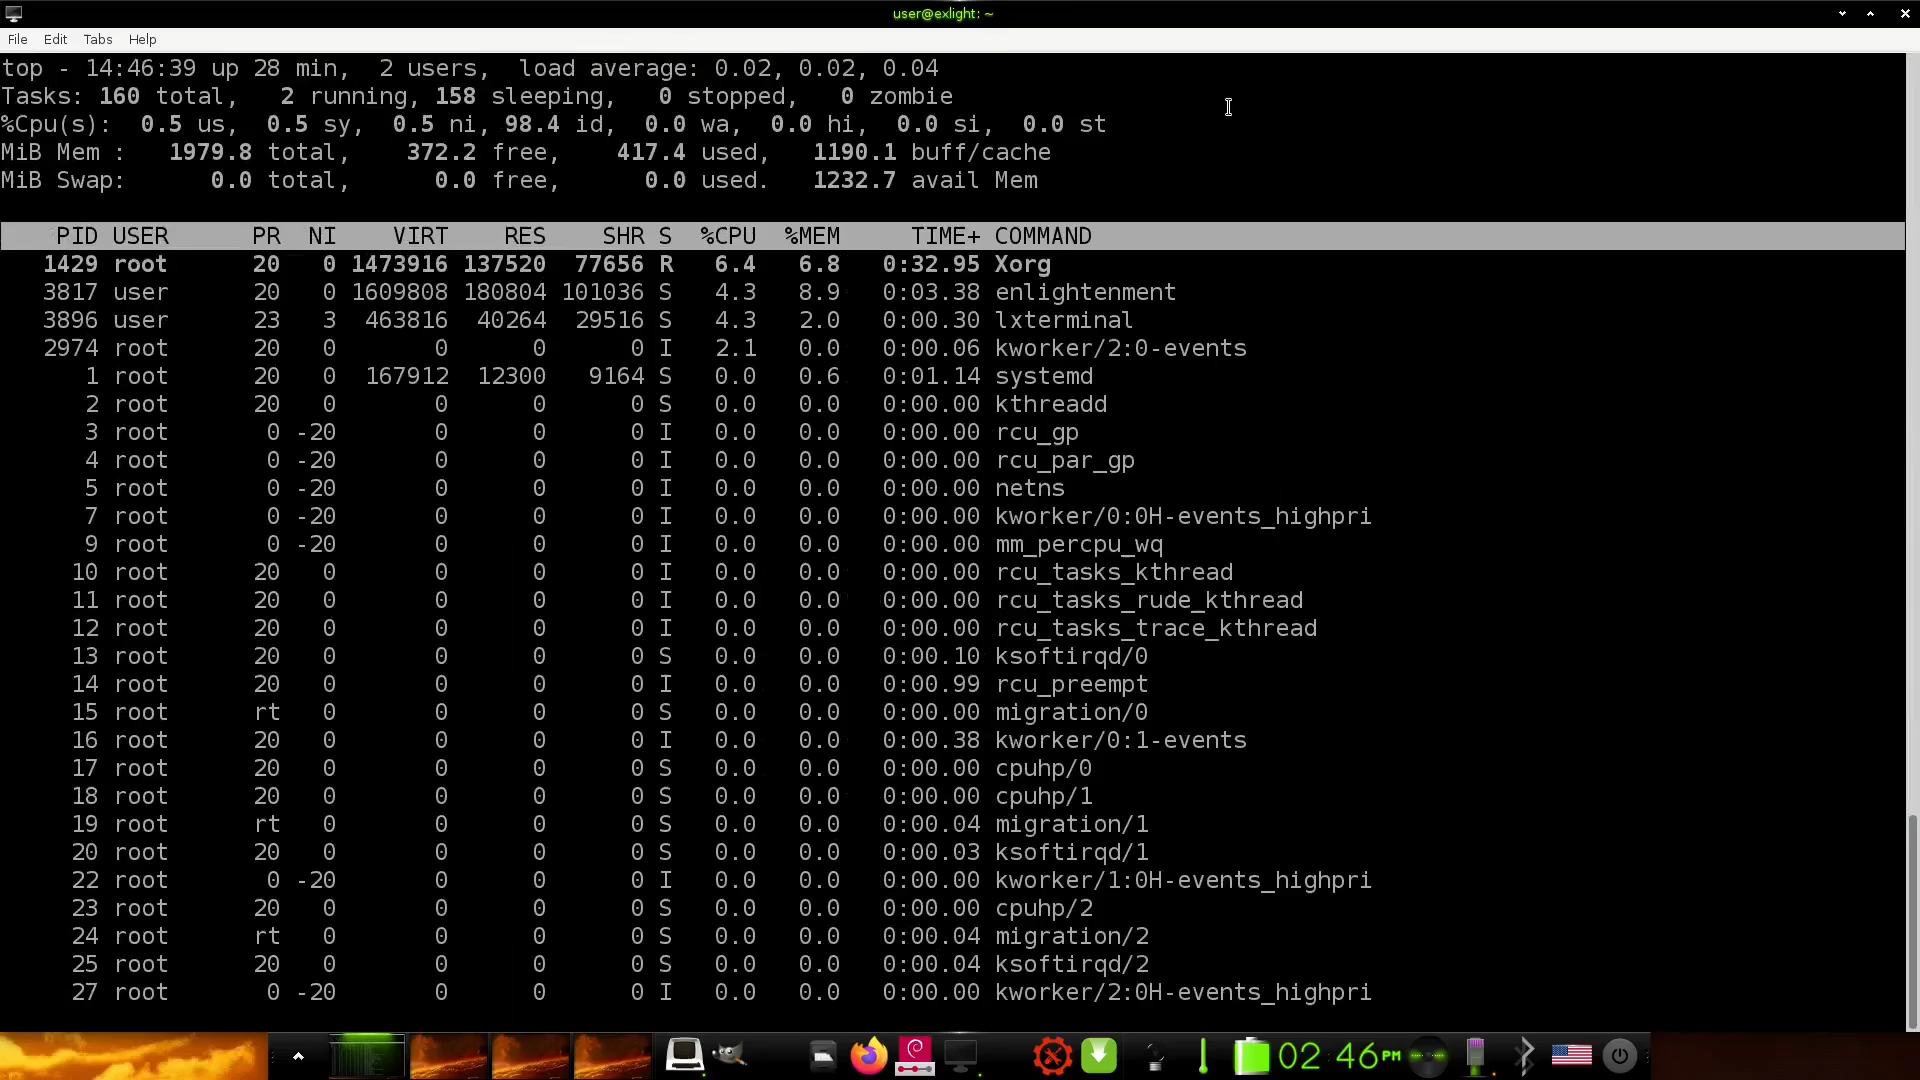 user@exlight: ~
File Edit Tabs Help
top - 14:46:39 up 28 min,  2 users,  load average: 0.02, 0.02, 0.04
Tasks: 160 total,   2 running, 158 sleeping,   0 stopped,   0 zombie
%Cpu(s):  0.5 us,  0.5 sy,  0.5 ni, 98.4 id,  0.0 wa,  0.0 hi,  0.0 si,  0.0 st
MiB Mem :   1979.8 total,    372.2 free,    417.4 used,   1190.1 buff/cache
MiB Swap:      0.0 total,      0.0 free,      0.0 used.   1232.7 avail Mem
PID USER PR NI VIRT RES SHR S %CPU %MEM TIME+ COMMAND
1429 root 20 0 1473916 137520 77656 R 6.4 6.8 0:32.95 Xorg
3817 user 20 0 1609808 180804 101036 S 4.3 8.9 0:03.38 enlightenment
3896 user 23 3 463816 40264 29516 S 4.3 2.0 0:00.30 lxterminal
2974 root 20 0 0 0 0 I 2.1 0.0 0:00.06 kworker/2:0-events
1 root 20 0 167912 12300 9164 S 0.0 0.6 0:01.14 systemd
2 root 20 0 0 0 0 S 0.0 0.0 0:00.00 kthreadd
3 root 0 -20 0 0 0 I 0.0 0.0 0:00.00 rcu_gp
4 root 0 -20 0 0 0 I 0.0 0.0 0:00.00 rcu_par_gp
5 root 0 -20 0 0 0 I 0.0 0.0 0:00.00 netns
7 root 0 -20 0 0 0 I 0.0 0.0 0:00.00 kworker/0:0H-events_highpri
9 root 0 -20 0 0 0 I 0.0 0.0 0:00.00 mm_percpu_wq
10 root 20 0 0 0 0 I 0.0 0.0 0:00.00 rcu_tasks_kthread
11 root 20 0 0 0 0 I 0.0 0.0 0:00.00 rcu_tasks_rude_kthread
12 root 20 0 0 0 0 I 0.0 0.0 0:00.00 rcu_tasks_trace_kthread
13 root 20 0 0 0 0 S 0.0 0.0 0:00.10 ksoftirqd/0
14 root 20 0 0 0 0 I 0.0 0.0 0:00.99 rcu_preempt
15 root rt 0 0 0 0 S 0.0 0.0 0:00.00 migration/0
16 root 20 0 0 0 0 I 0.0 0.0 0:00.38 kworker/0:1-events
17 root 20 0 0 0 0 S 0.0 0.0 0:00.00 cpuhp/0
18 root 20 0 0 0 0 S 0.0 0.0 0:00.00 cpuhp/1
19 root rt 0 0 0 0 S 0.0 0.0 0:00.04 migration/1
20 root 20 0 0 0 0 S 0.0 0.0 0:00.03 ksoftirqd/1
22 root 0 -20 0 0 0 I 0.0 0.0 0:00.00 kworker/1:0H-events_highpri
23 root 20 0 0 0 0 S 0.0 0.0 0:00.00 cpuhp/2
24 root rt 0 0 0 0 S 0.0 0.0 0:00.04 migration/2
25 root 20 0 0 0 0 S 0.0 0.0 0:00.04 ksoftirqd/2
27 root 0 -20 0 0 0 I 0.0 0.0 0:00.00 kworker/2:0H-events_highpri
02 46PM